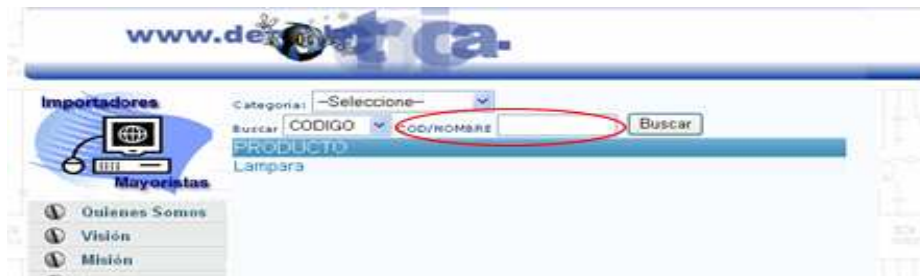 www.de
Importadores
Mayoristas
Categoria: --Seleccione--
Buscar CODIGO COD/NOMBRE Buscar
PRODUCTO
Lampara
Quienes Somos
Visión
Misión